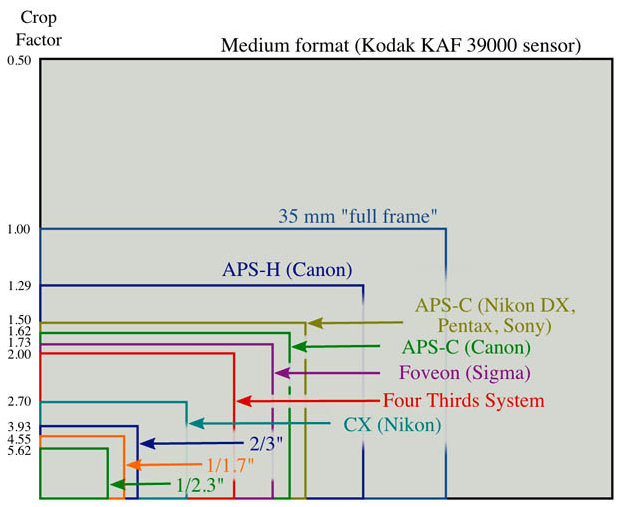 Crop
Factor
Medium format (Kodak KAF 39000 sensor)
0.50
35 mm "full frame"
1.00
APS-H (Canon)
1.29
APS-C (Nikon DX,
Pentax, Sony)
1.50
1.62
APS-C (Canon)
1.73
2.00
Foveon (Sigma)
Four Thirds System
2.70
CX (Nikon)
3.93
2/3"
4.55
5.62
1/1.7"
1/2.3"